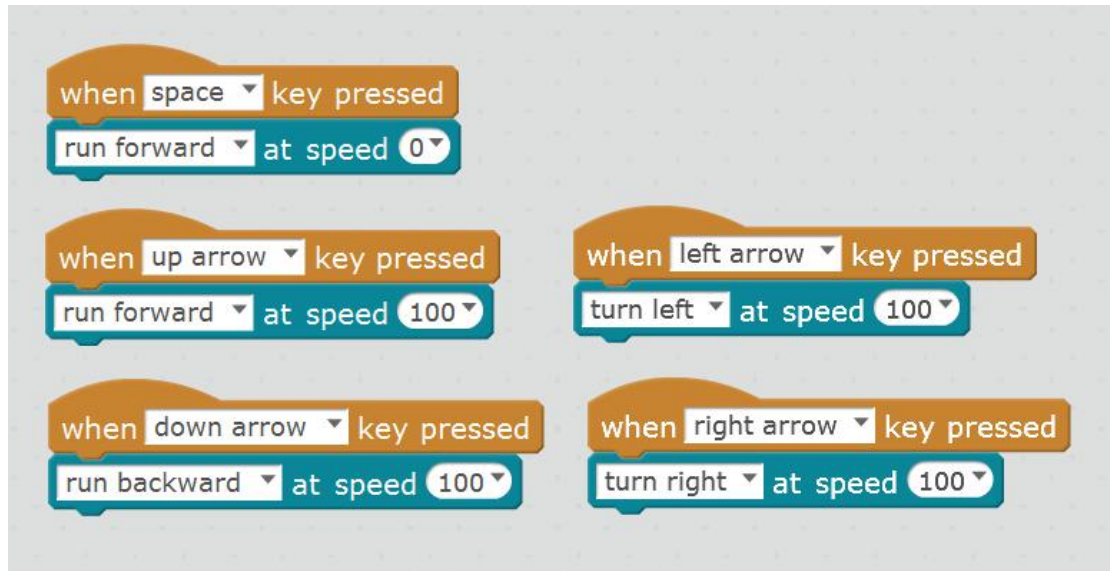 when space key pressed
run forward at speed 0
when up arrow key pressed
run forward at speed 100
when down arrow key pressed
run backward at speed 100
when left arrow key pressed
turn left at speed 100
when right arrow key pressed
turn right at speed 100